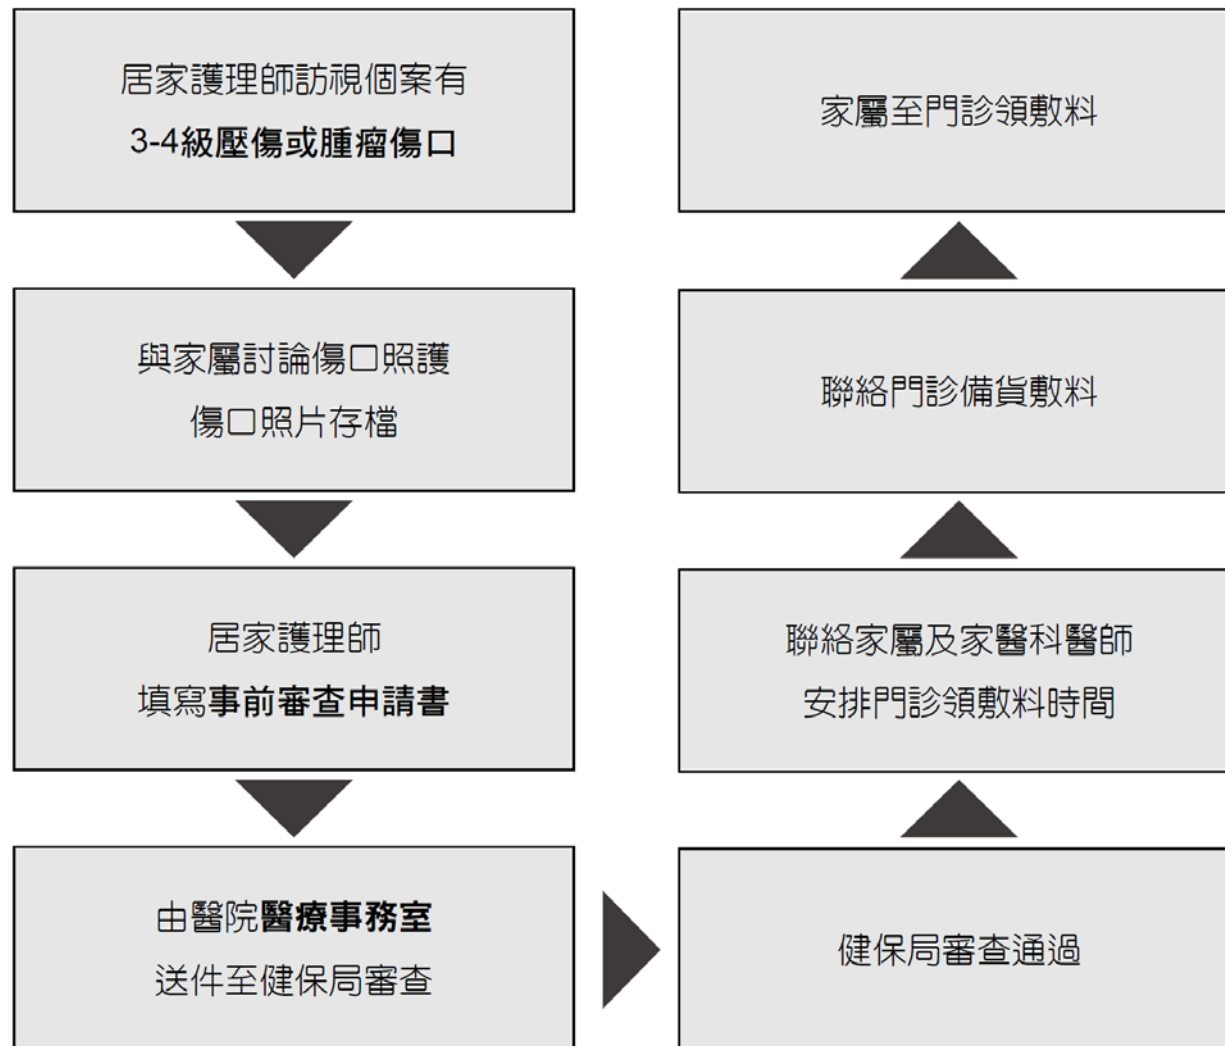 居家護理師訪視個案有
3-4級壓傷或腫瘤傷口
與家屬討論傷口照護
傷口照片存檔
居家護理師
填寫事前審查申請書
由醫院醫療事務室
送件至健保局審查
健保局審查通過
聯絡家屬及家醫科醫師
安排門診領敷料時間
聯絡門診備貨敷料
家屬至門診領敷料